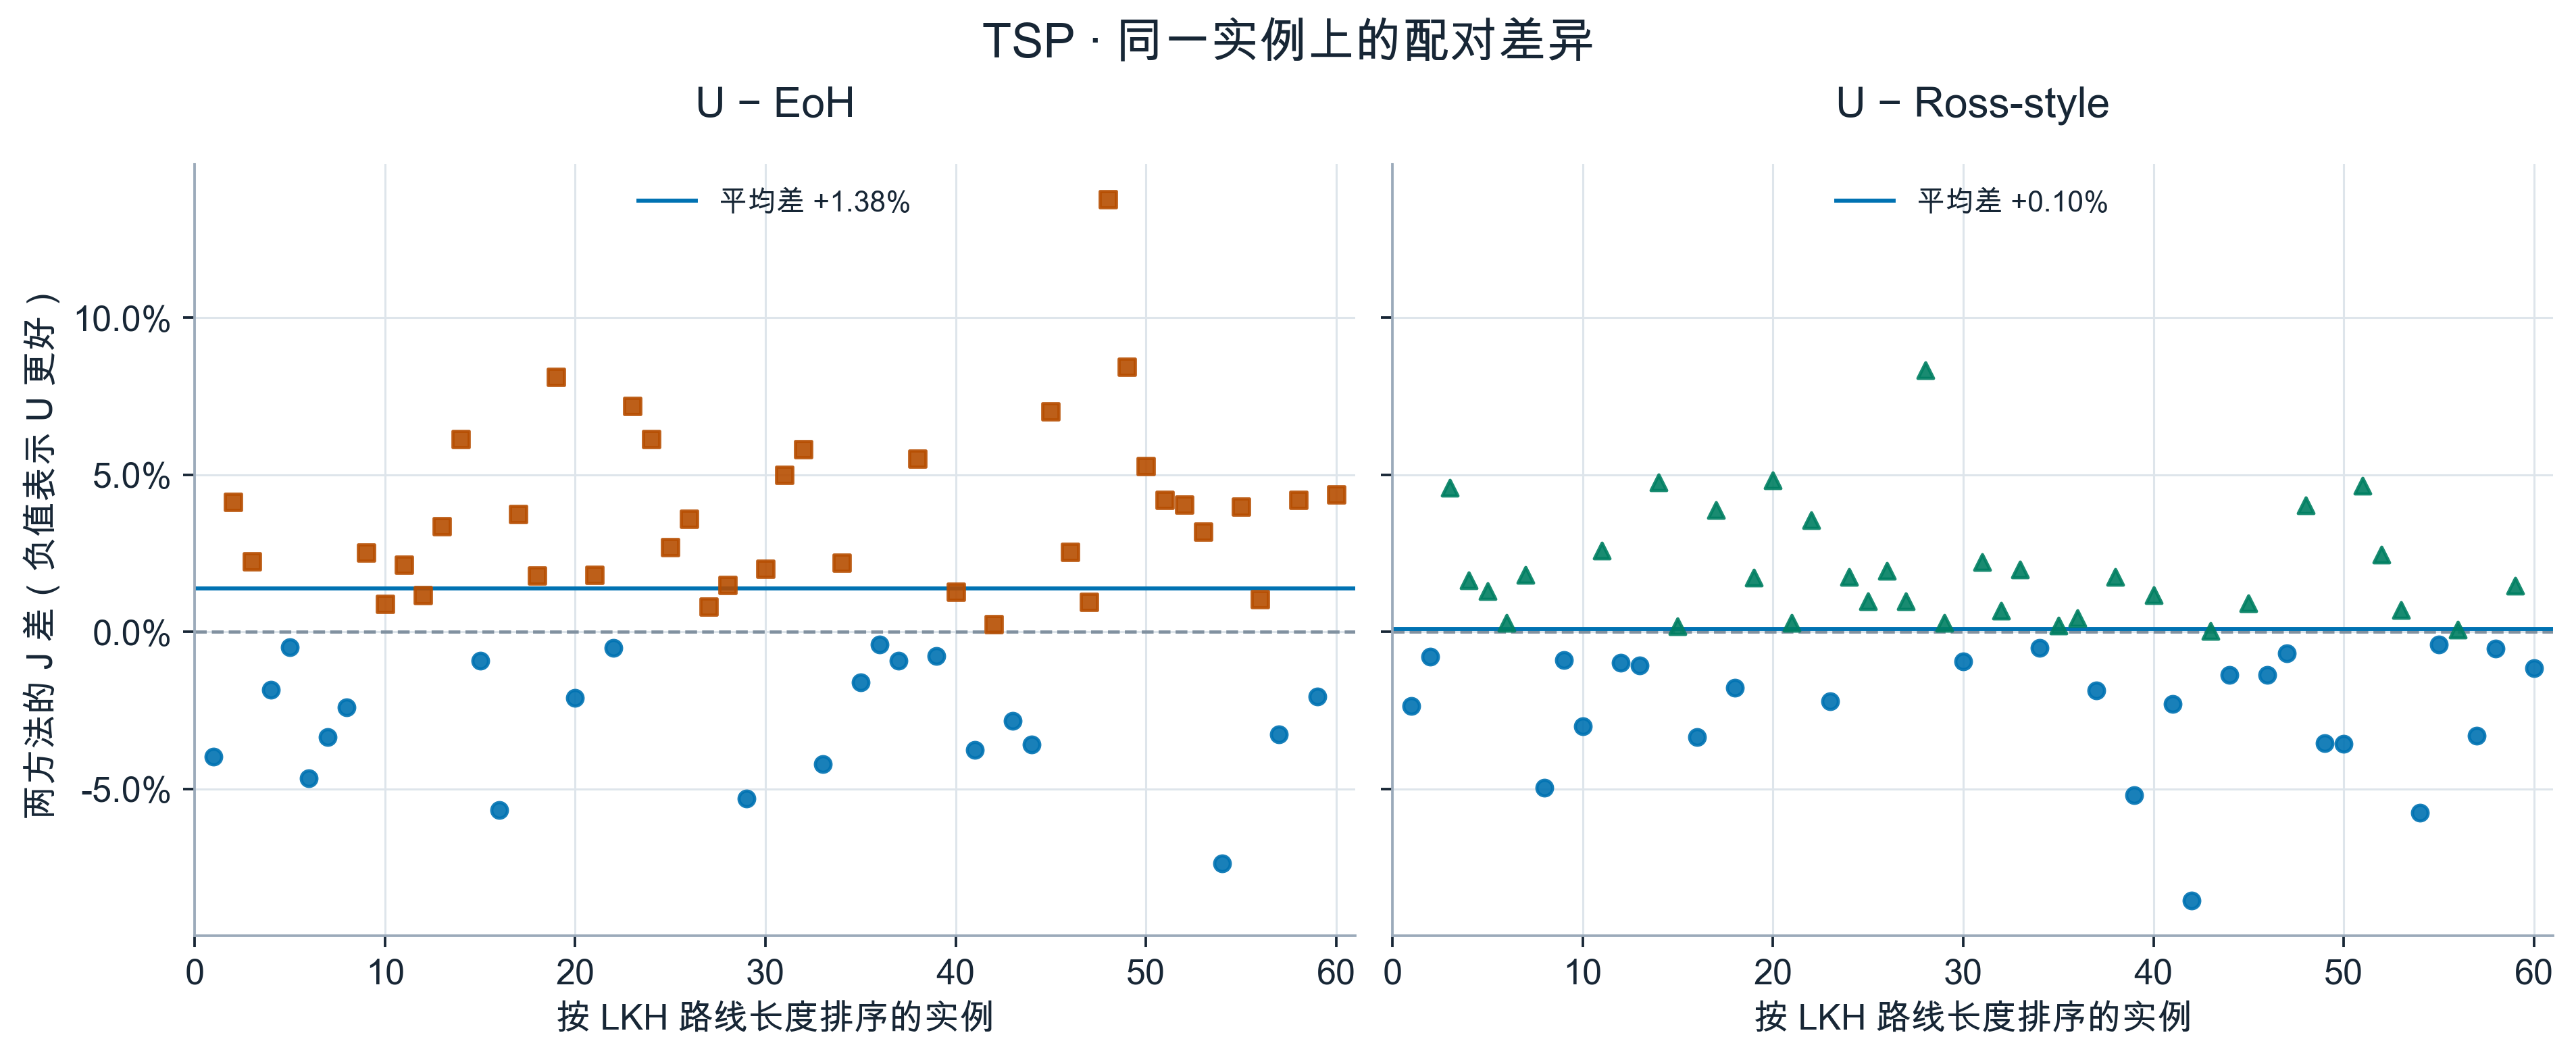 TSP · 同一实例上的配对差异
U − EoH
平均差 +1.38%
两方法的 J 差 ( 负值表示 U 更好 )
10.0%
5.0%
0.0%
-5.0%
0 10 20 30 40 50 60
按 LKH 路线长度排序的实例
U − Ross-style
平均差 +0.10%
0 10 20 30 40 50 60
按 LKH 路线长度排序的实例